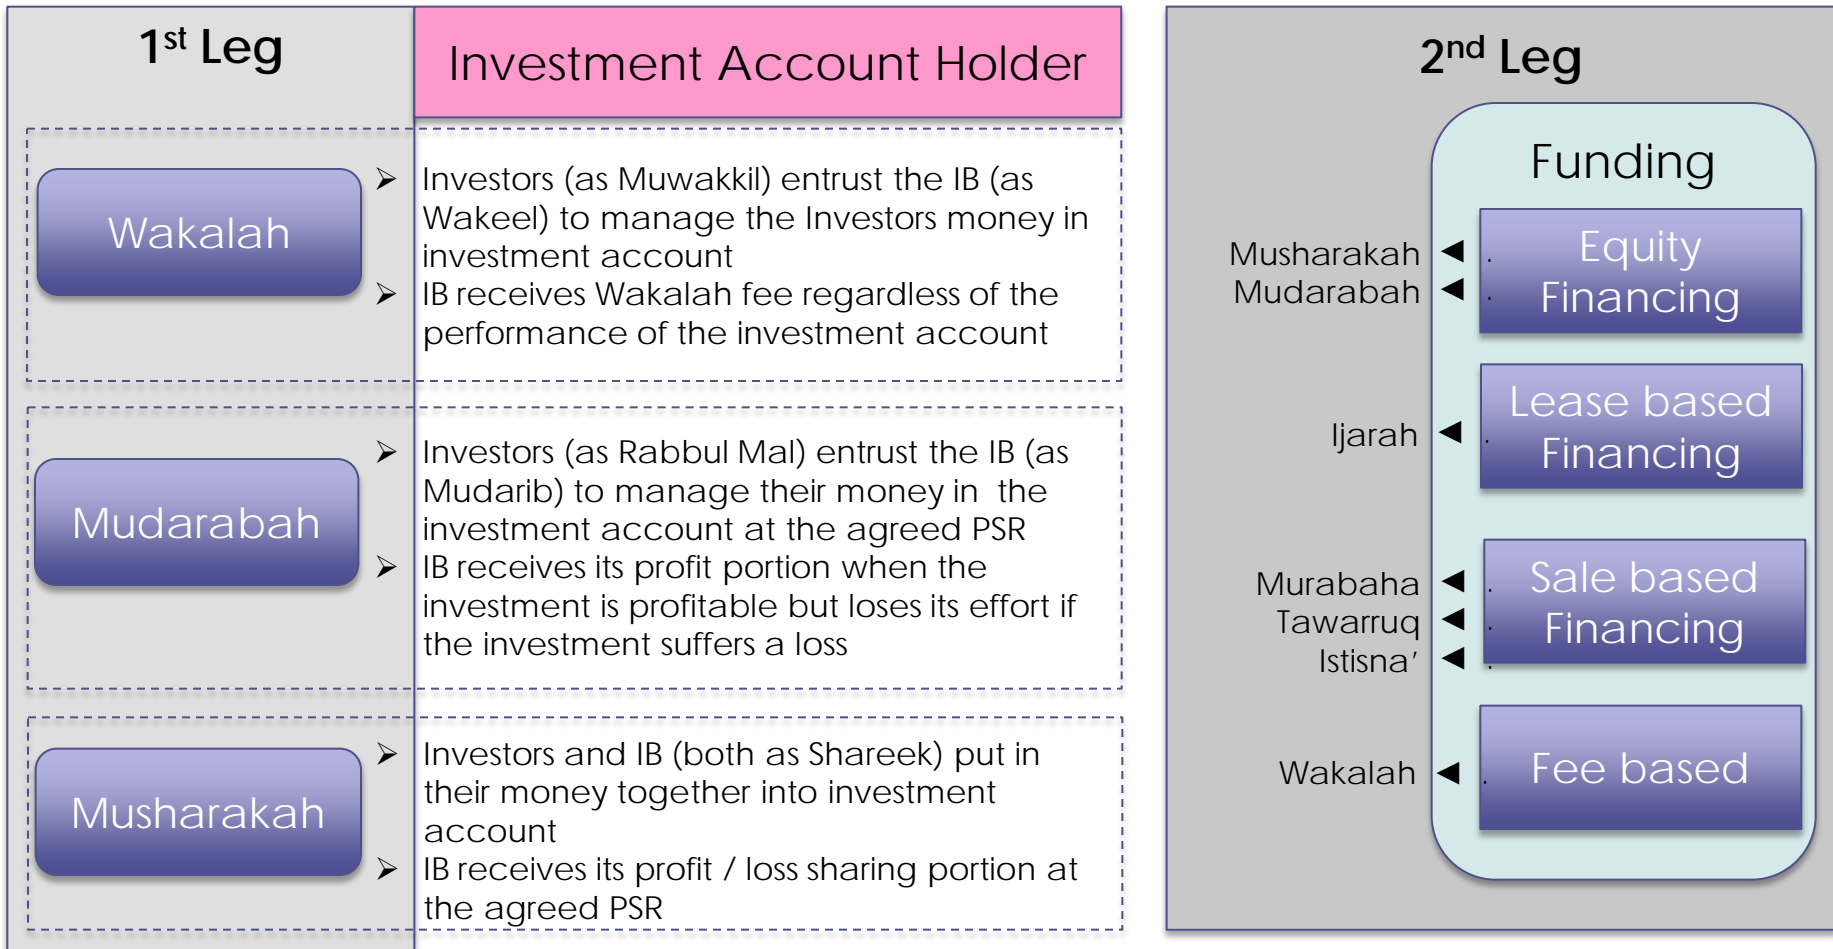 1st Leg
Investment Account Holder
Wakalah
➢ Investors (as Muwakkil) entrust the IB (as
Wakeel) to manage the Investors money in
investment account
➢ IB receives Wakalah fee regardless of the
performance of the investment account
Mudarabah
➢ Investors (as Rabbul Mal) entrust the IB (as
Mudarib) to manage their money in the
investment account at the agreed PSR
➢ IB receives its profit portion when the
investment is profitable but loses its effort if
the investment suffers a loss
Musharakah
➢ Investors and IB (both as Shareek) put in
their money together into investment
account
➢ IB receives its profit / loss sharing portion at
the agreed PSR
2nd Leg
Funding
Musharakah
Mudarabah
Equity
Financing
Ijarah
Lease based
Financing
Murabaha
Tawarruq
Istisna’
Sale based
Financing
Wakalah
Fee based